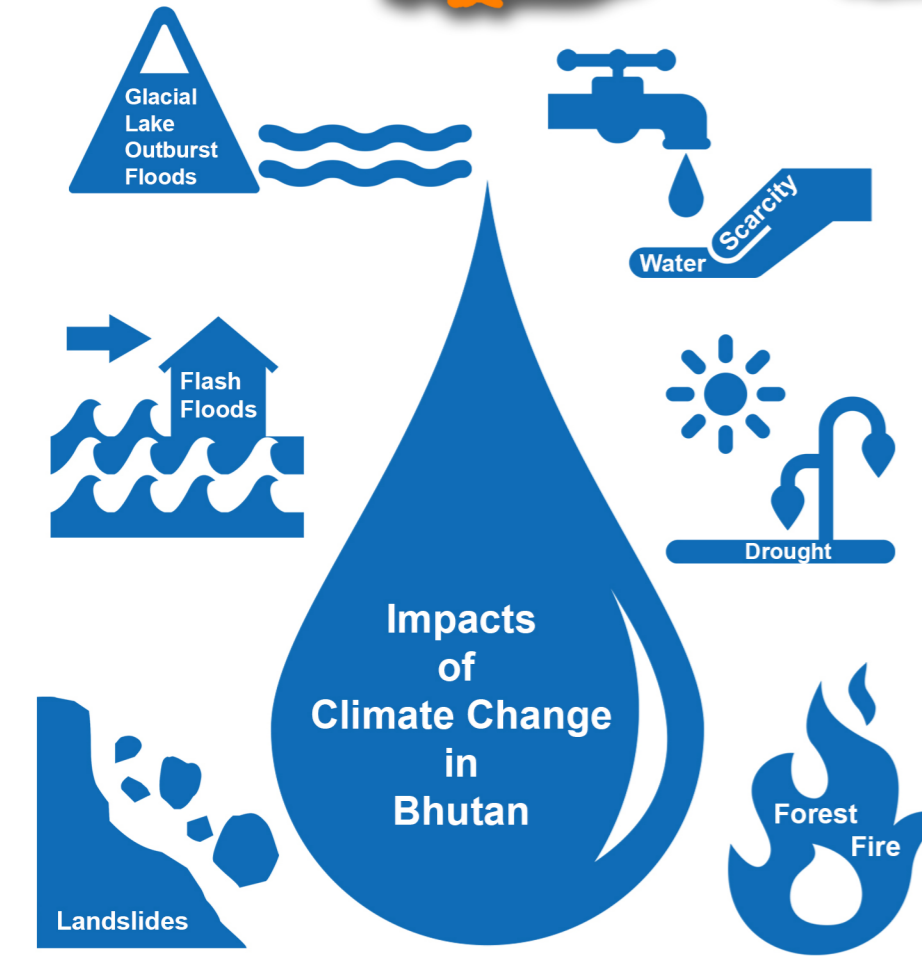 Glacial
Lake
Outburst
Floods
Water Scarcity
Flash
Floods
Drought
Impacts
of
Climate Change
in
Bhutan
Forest
Fire
Landslides